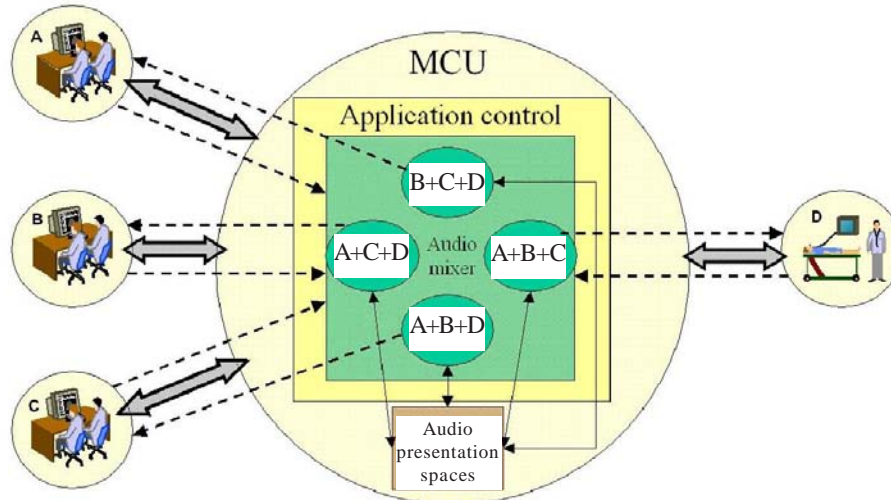 A
MCU
Application control
B+C+D
B
D
A+C+D
Audio
mixer
A+B+C
A+B+D
C
Audio
presentation
spaces